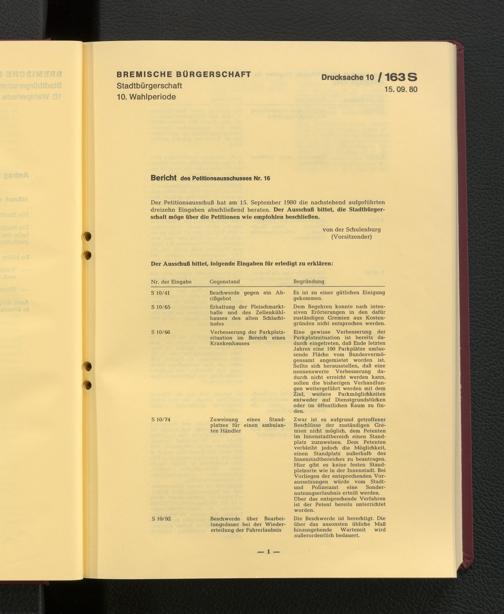 BREMISCHE BÜRGERSCHAFT
Stadtbürgerschaft
10. Wahlperiode
Drucksache 10 / 163 S
15. 09. 80
Bericht des Petitionsausschusses Nr. 16
Der Petitionsausschuß hat am 15. September 1980 die nachstehend aufgeführten
dreizehn Eingaben abschließend beraten. Der Ausschuß bittet, die Stadtbürger-
schaft möge über die Petitionen wie empfohlen beschließen.
von der Schulenburg
(Vorsitzender)
Der Ausschuß bittet, folgende Eingaben für erledigt zu erklären:
Nr. der Eingabe Gegenstand Begründung
S 10/41
Beschwerde gegen ein Ab-
rißgebot
Es ist zu einer gütlichen Einigung
gekommen.
S 10/65
Erhaltung der Fleischmarkt-
halle und des Zellenkühl-
hauses des alten Schlacht-
hofes
Dem Begehren konnte nach inten-
siven Erörterungen in den dafür
zuständigen Gremien aus Kosten-
gründen nicht entsprochen werden.
S 10/66
Verbesserung der Parkplatz-
situation im Bereich eines
Krankenhauses
Eine gewisse Verbesserung der
Parkplatzsituation ist bereits da-
durch eingetreten, daß Ende letzten
Jahres eine 100 Parkplätze umfas-
sende Fläche vom Bundesvermö-
gensamt angemietet worden ist.
Sollte sich herausstellen, daß eine
nennenswerte Verbesserung da-
durch nicht erreicht werden kann,
sollen die bisherigen Verhandlun-
gen weitergeführt werden mit dem
Ziel, weitere Parkmöglichkeiten
entweder auf Dienstgrundstücken
oder im öffentlichen Raum zu fin-
den.
S 10/74
Zuweisung eines Stand-
platzes für einen ambulan-
ten Händler
Zwar ist es aufgrund getroffener
Beschlüsse der zuständigen Gre-
mien nicht möglich, dem Petenten
im Innenstadtbereich einen Stand-
platz zuzuweisen. Dem Petenten
verbleibt jedoch die Möglichkeit,
einen Standplatz außerhalb des
Innenstadtbereiches zu beantragen.
Hier gibt es keine festen Stand-
platzorte wie in der Innenstadt. Bei
Vorliegen der entsprechenden Vor-
aussetzungen würde vom Stadt-
und Polizeiamt eine Sonder-
nutzungserlaubnis erteilt werden.
Über das entsprechende Verfahren
ist der Petent bereits unterrichtet
worden.
S 10/92
Beschwerde über Bearbei-
tungsdauer bei der Wieder-
erteilung der Fahrerlaubnis
Die Beschwerde ist berechtigt. Die
über das ansonsten übliche Maß
hinausgehende Wartezeit wird
außerordentlich bedauert.
— 1 —